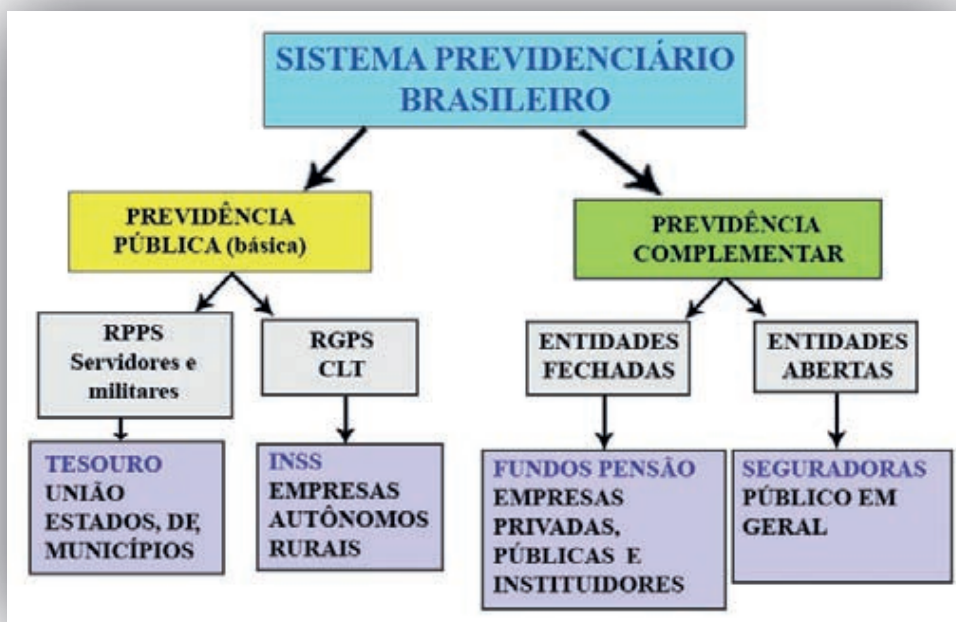 SISTEMA PREVIDENCIÁRIO
BRASILEIRO
PREVIDÊNCIA
PÚBLICA (básica)
PREVIDÊNCIA
COMPLEMENTAR
RPPS
Servidores e
militares
RGPS
CLT
ENTIDADES
FECHADAS
ENTIDADES
ABERTAS
TESOURO
UNIÃO
ESTADOS, DF,
MUNICÍPIOS
INSS
EMPRESAS
AUTÔNOMOS
RURAIS
FUNDOS PENSÃO
EMPRESAS
PRIVADAS,
PÚBLICAS E
INSTITUIDORES
SEGURADORAS
PÚBLICO EM
GERAL